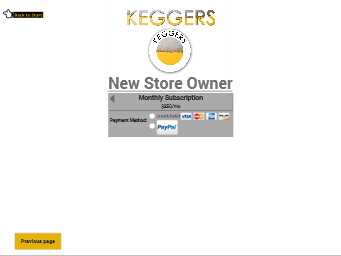 Back to Start
KEGGERS
KEGGERS
New Store Owner
Monthly Subscription
$250/mo
Payment Method:
Credit/Debit
VISA
PayPal
Previous page